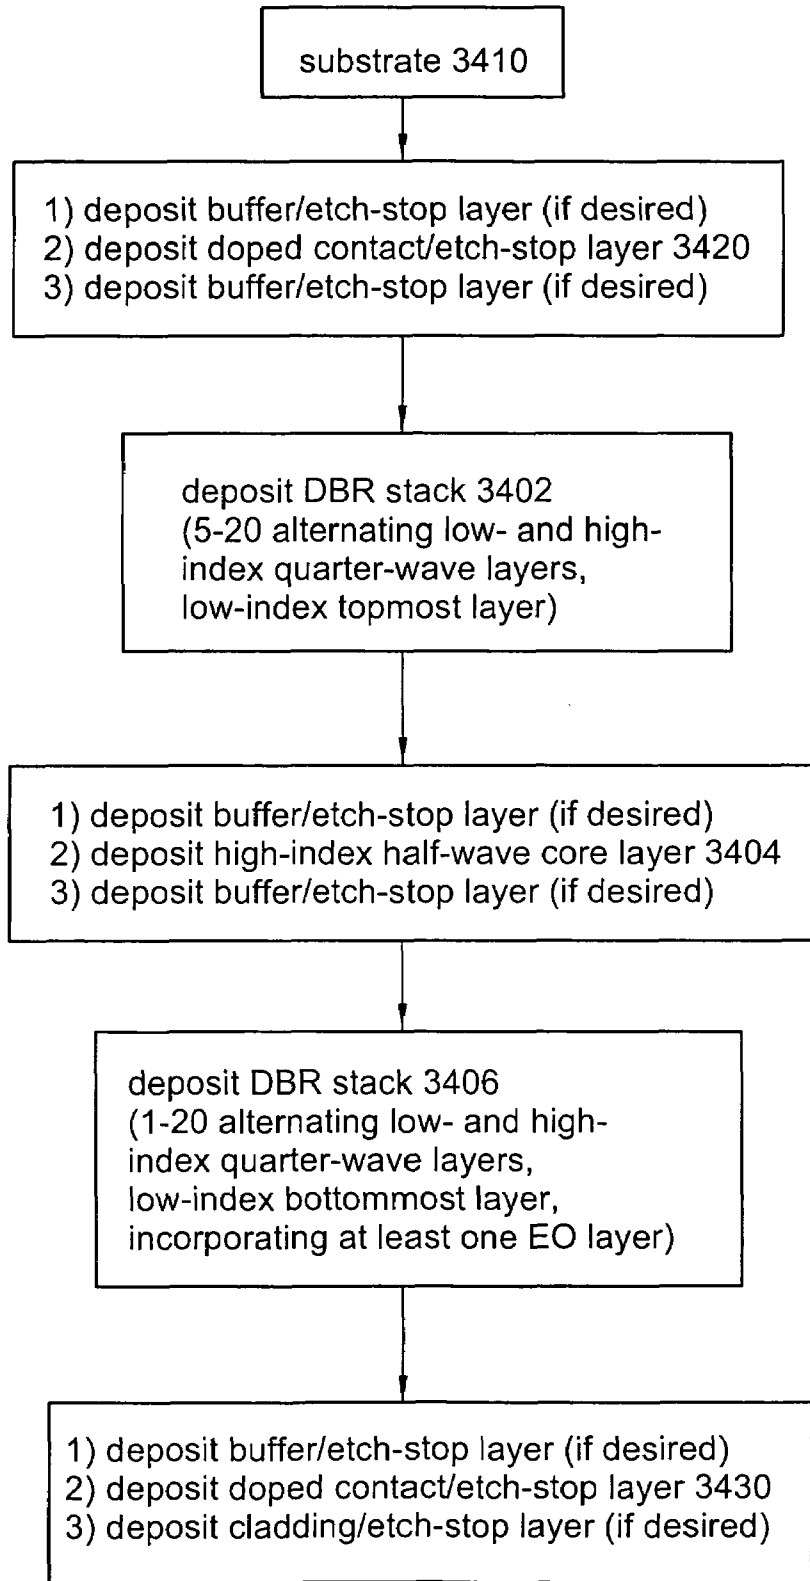 substrate 3410
1) deposit buffer/etch-stop layer (if desired)
2) deposit doped contact/etch-stop layer 3420
3) deposit buffer/etch-stop layer (if desired)
deposit DBR stack 3402
(5-20 alternating low- and high-
index quarter-wave layers,
low-index topmost layer)
1) deposit buffer/etch-stop layer (if desired)
2) deposit high-index half-wave core layer 3404
3) deposit buffer/etch-stop layer (if desired)
deposit DBR stack 3406
(1-20 alternating low- and high-
index quarter-wave layers,
low-index bottommost layer,
incorporating at least one EO layer)
1) deposit buffer/etch-stop layer (if desired)
2) deposit doped contact/etch-stop layer 3430
3) deposit cladding/etch-stop layer (if desired)